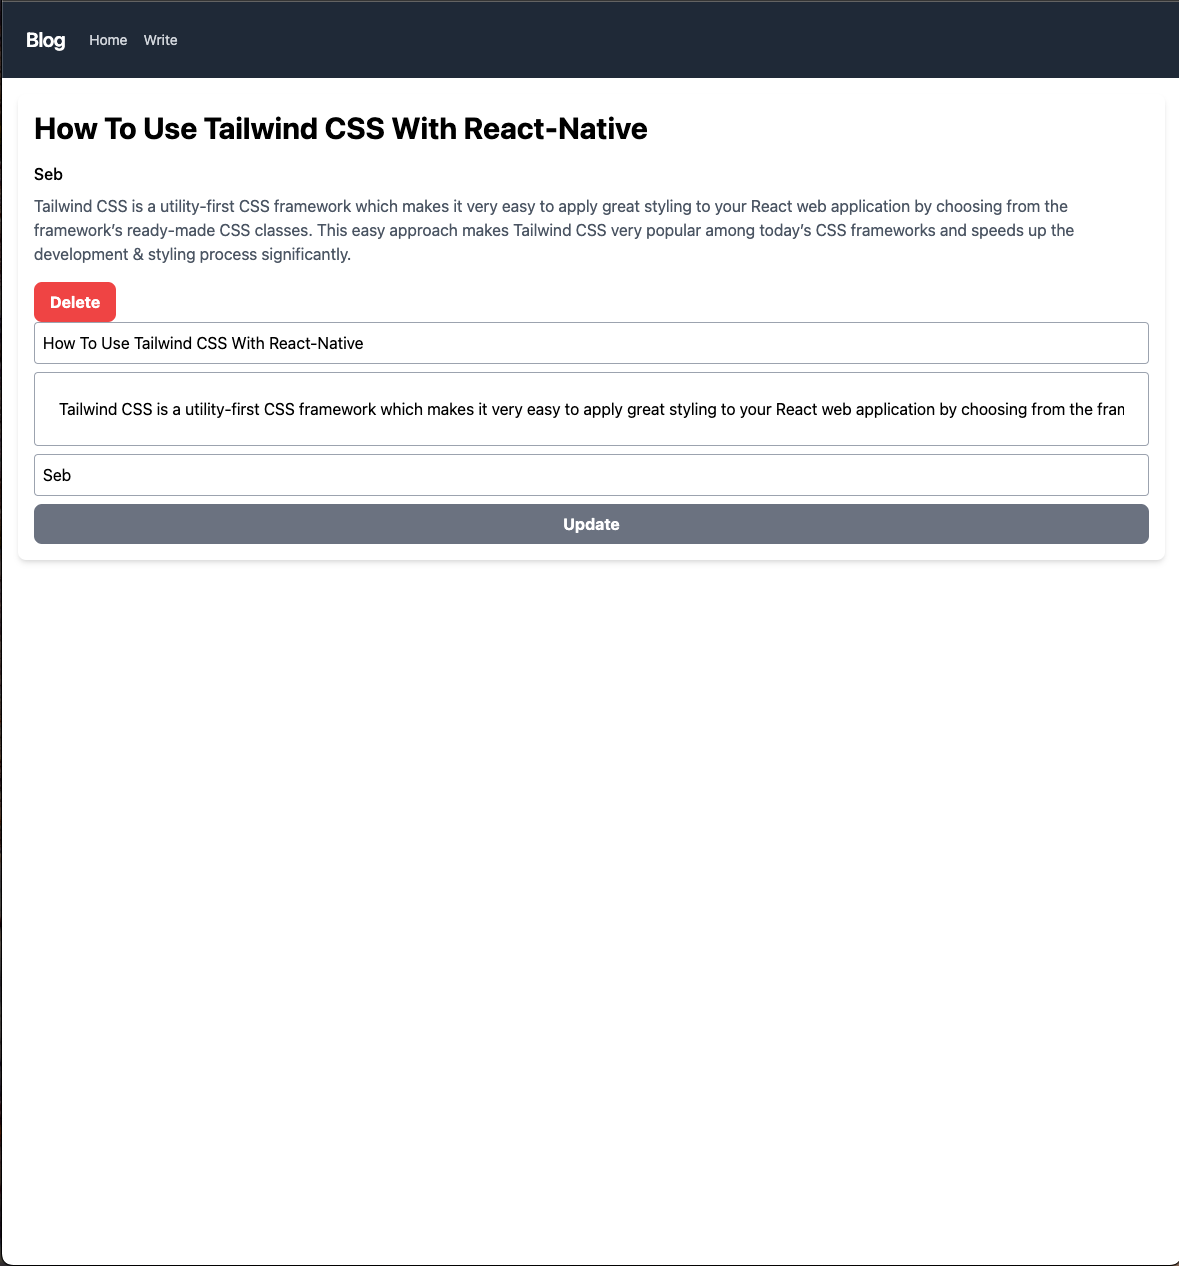 Blog Home Write
How To Use Tailwind CSS With React-Native
Seb
Tailwind CSS is a utility-first CSS framework which makes it very easy to apply great styling to your React web application by choosing from the
framework’s ready-made CSS classes. This easy approach makes Tailwind CSS very popular among today’s CSS frameworks and speeds up the
development & styling process significantly.
Delete
How To Use Tailwind CSS With React-Native
Tailwind CSS is a utility-first CSS framework which makes it very easy to apply great styling to your React web application by choosing from the fran
Seb
Update